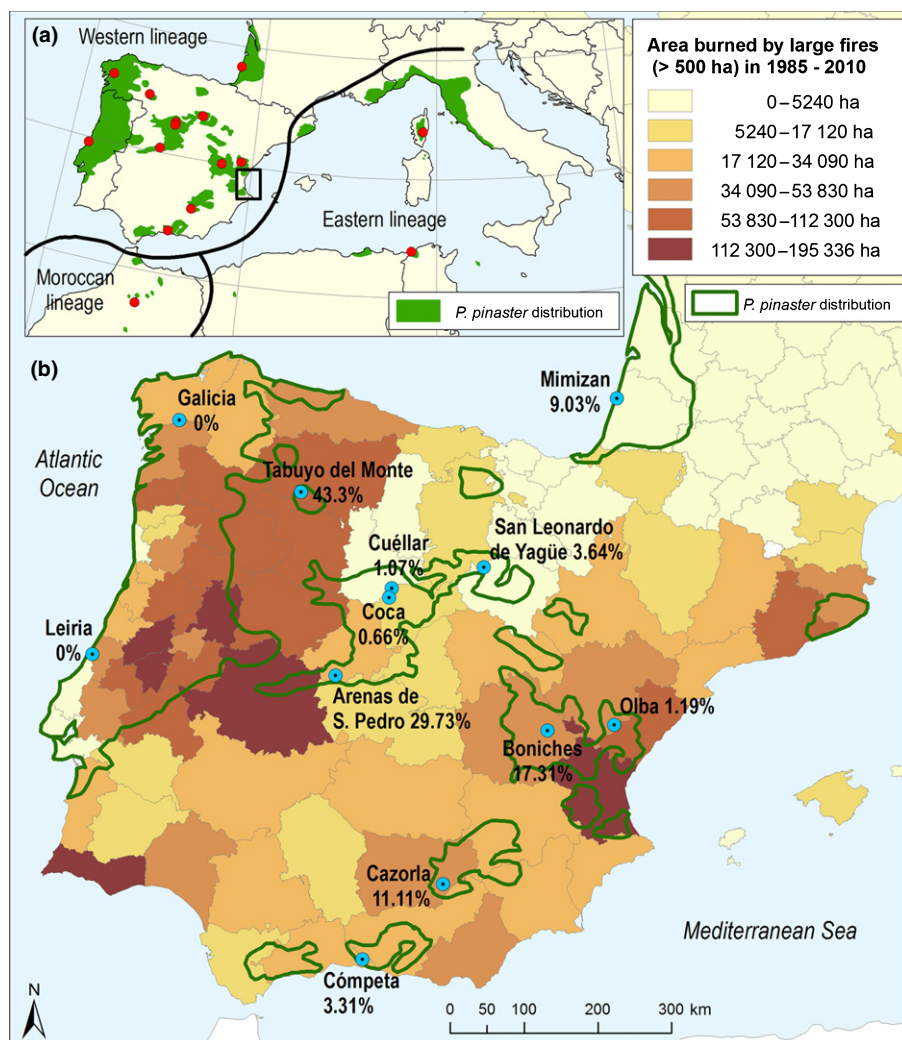 (a)
Western lineage
Eastern lineage
Moroccan
lineage
P. pinaster distribution
Area burned by large fires
(> 500 ha) in 1985 - 2010
0–5240 ha
5240–17 120 ha
17 120–34 090 ha
34 090–53 830 ha
53 830–112 300 ha
112 300–195 336 ha
P. pinaster distribution
(b)
Mimizan
9.03%
Galicia
0%
Atlantic
Ocean
Tabuyo del Monte
43.3%
San Leonardo
de Yagüe 3.64%
Cuéllar
1.07%
Coca
0.66%
Leiria
0%
Arenas de
S. Pedro 29.73%
Olba 1.19%
Boniches
17.31%
Cazorla
11.11%
Mediterranean Sea
Cómpeta
3.31%
N
0 50 100 200 300 km